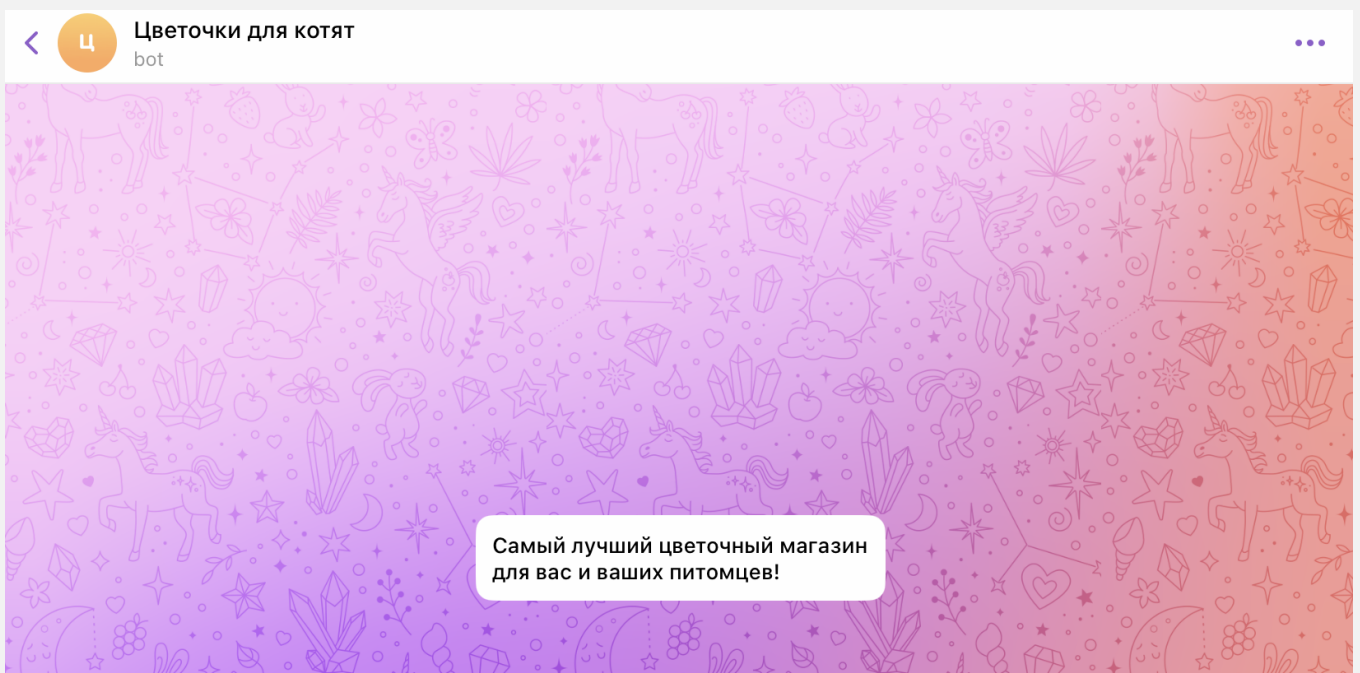 Ц
Цветочки для котят
bot
Самый лучший цветочный магазин
для вас и ваших питомцев!